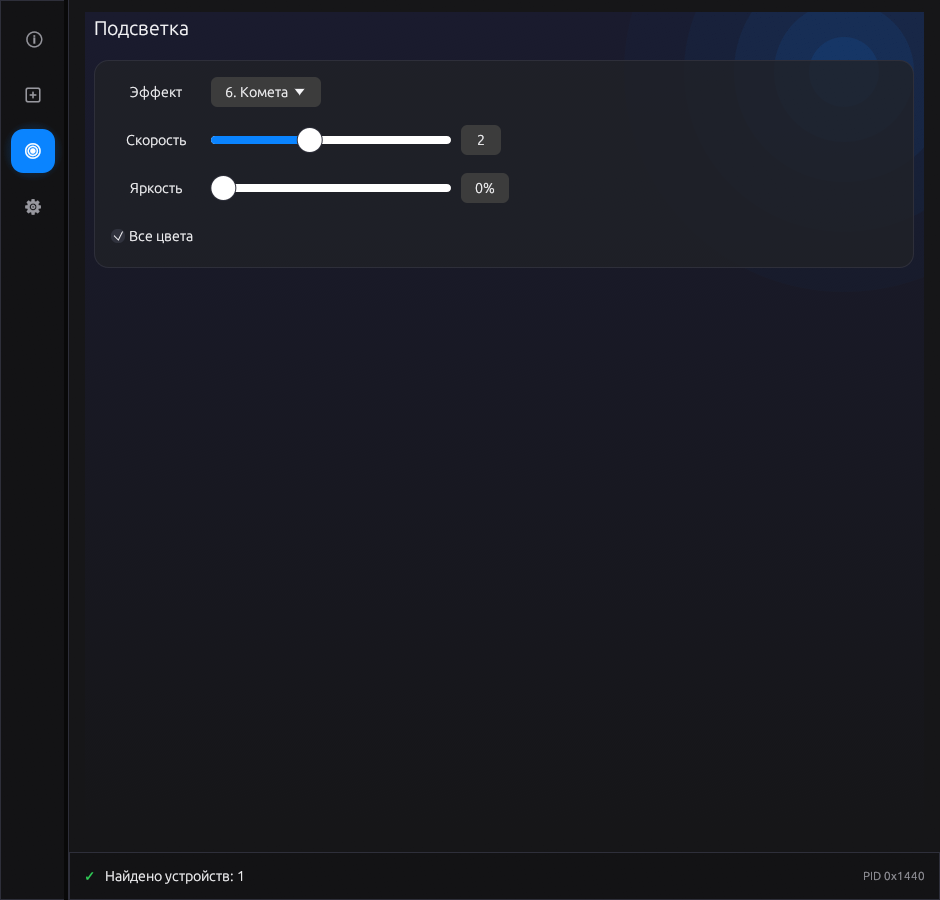 Подсветка
Эффект 6. Комета
Скорость 2
Яркость 0%
Все цвета
✓ Найдено устройств: 1 PID 0x1440